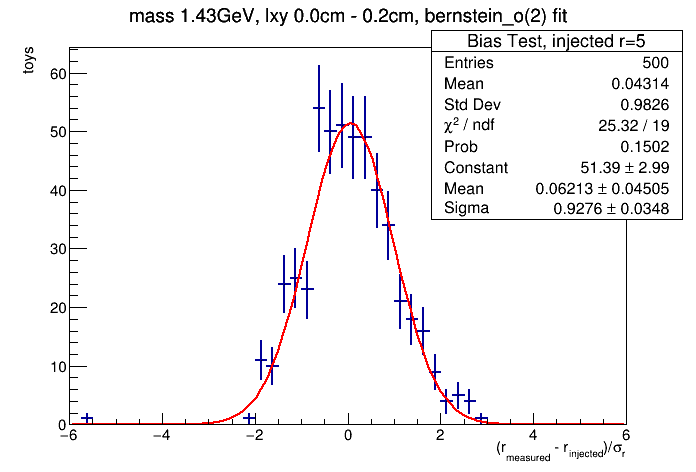 mass 1.43GeV, lxy 0.0cm - 0.2cm, bernstein_o(2) fit
toys
Bias Test, injected r=5
Entries 500
Mean 0.04314
Std Dev 0.9826
χ² / ndf 25.32 / 19
Prob 0.1502
Constant 51.39 ± 2.99
Mean 0.06213 ± 0.04505
Sigma 0.9276 ± 0.0348
60
50
40
30
20
10
0
−6 −4 −2 0 2 4 6
(r_measured - r_injected)/σ_r